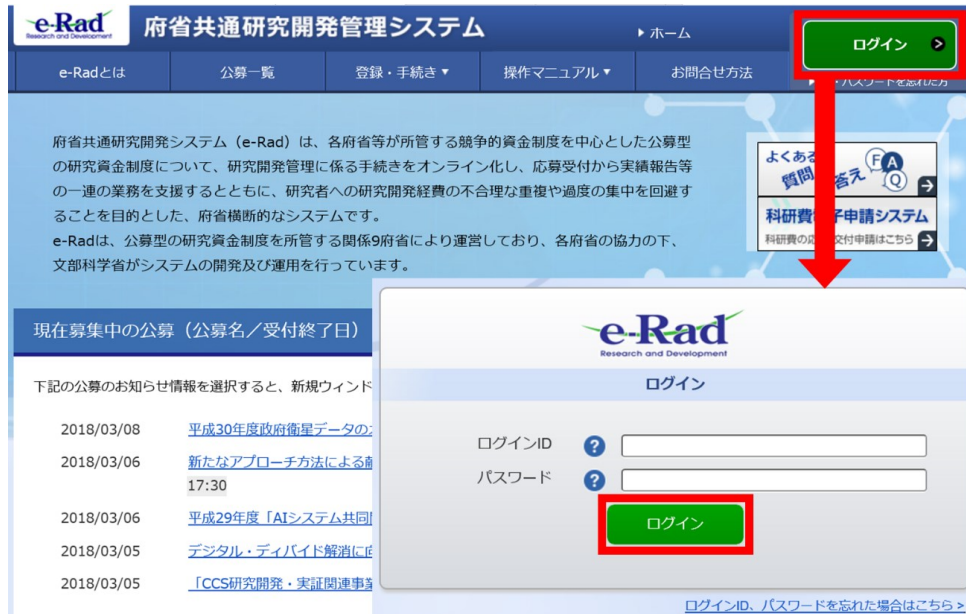 e-Rad
Research and Development
府省共通研究開発管理システム
ホーム
ログイン
e-Radとは
公募一覧
登録・手続き▼
操作マニュアル▼
お問合せ方法
パスワードを忘れた方
府省共通研究開発システム（e-Rad）は、各府省等が所管する競争的資金制度を中心とした公募型
の研究資金制度について、研究開発管理に係る手続きをオンライン化し、応募受付から実績報告等
の一連の業務を支援するとともに、研究者への研究開発経費の不合理な重複や過度の集中を回避す
ることを目的とした、府省横断的なシステムです。
e-Radは、公募型の研究資金制度を所管する関係9府省により運営しており、各府省の協力の下、
文部科学省がシステムの開発及び運用を行っています。
よくある
質問 答え FAQ
科研費 子申請システム
科研費の応 交付申請はこちら
現在募集中の公募（公募名／受付終了日）
下記の公募のお知らせ情報を選択すると、新規ウィンド
2018/03/08 平成30年度政府衛星データの
2018/03/06 新たなアプローチ方法による
17:30
2018/03/06 平成29年度「AIシステム共同
2018/03/05 デジタル・ディバイド解消に
2018/03/05 「CCS研究開発・実証関連事業
e-Rad
Research and Development
ログイン
ログインID ?
パスワード ?
ログイン
ログインID、パスワードを忘れた場合はこちら>